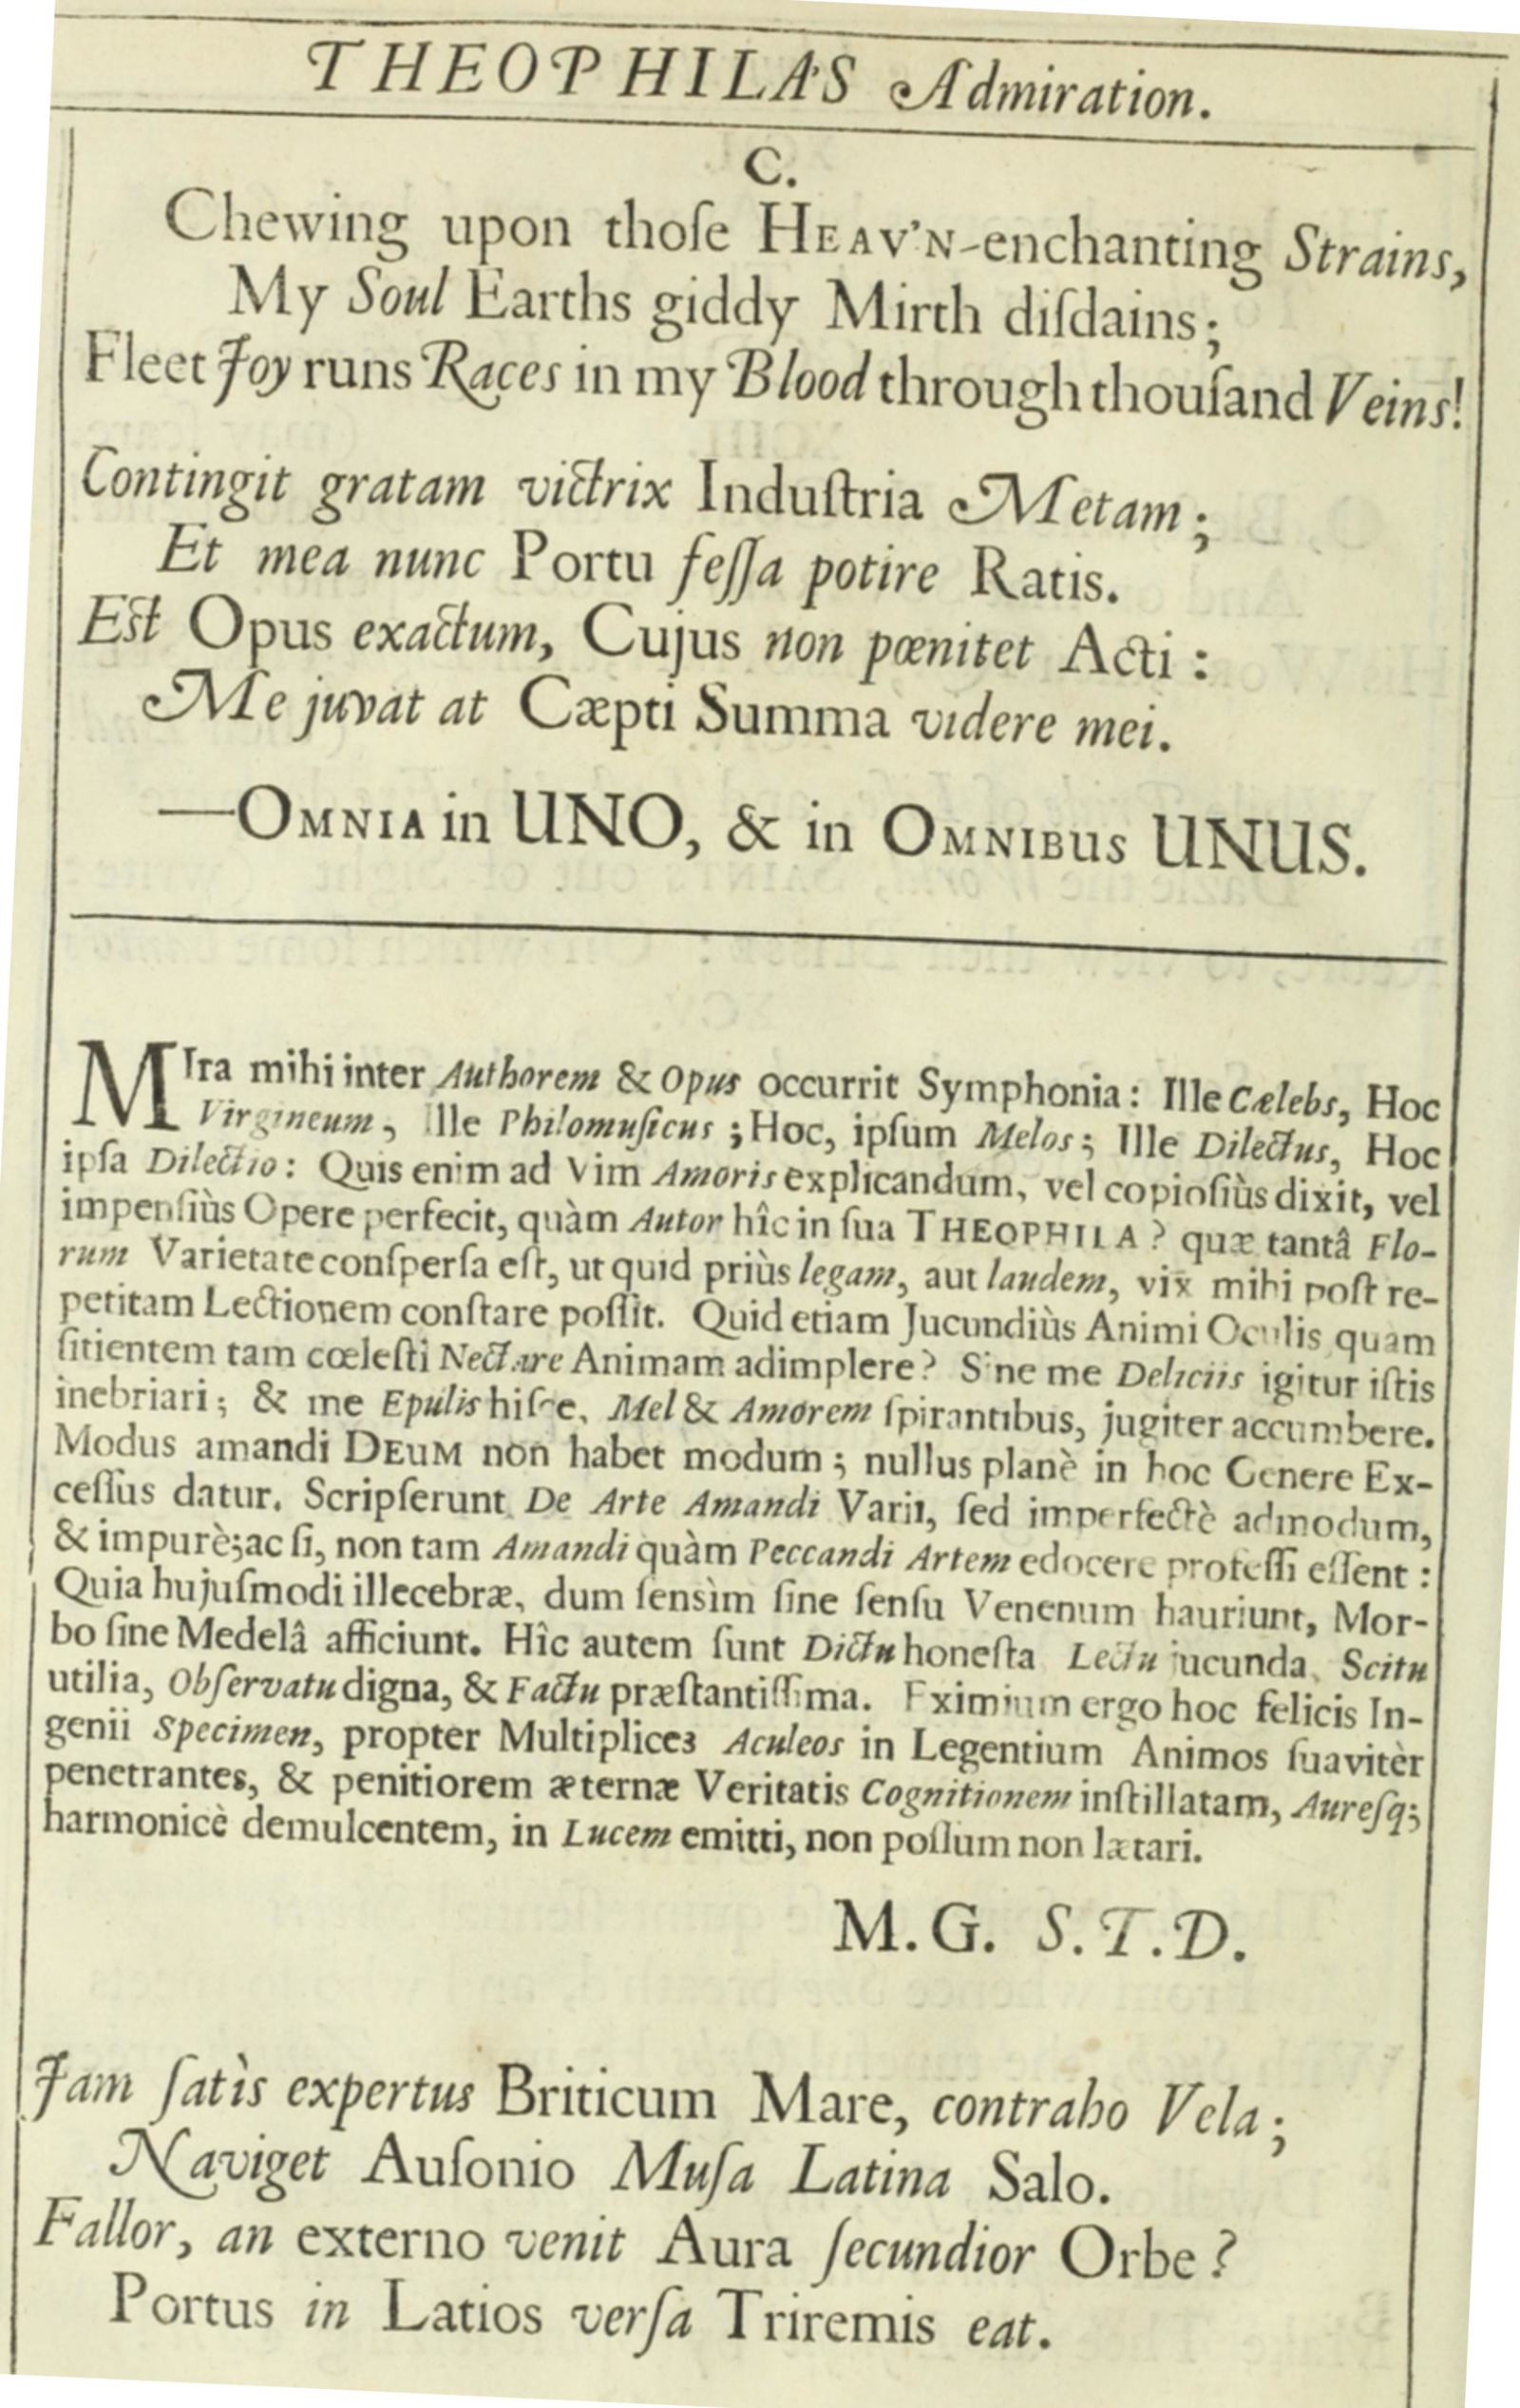 THEOPHILA'S Admiration.
C.
Chewing upon thoſe HEAV'N-enchanting Strains,
My Soul Earths giddy Mirth diſdains;
Fleet Joy runs Races in my Blood through thouſand Veins!
Contingit gratam victrix Induſtria Metam;
Et mea nunc Portu feſſa potire Ratis.
Est Opus exactum, Cujus non pœnitet Acti:
Me juvat at Cæpti Summa videre mei.
—OMNIA in UNO, & in OMNIBUS UNUS.
MIra mihi inter Authorem & Opus occurrit Symphonia: Ille Cælebs, Hoc
Virgineum, Ille Philomuſicus; Hoc, ipſum Melos; Ille Dilectus, Hoc
ipſa Dilectio: Quis enim ad Vim Amoris explicandum, vel copioſiùs dixit, vel
impenſiùs Opere perfecit, quàm Autor hîc in ſua THEOPHILA? quæ tantâ Flo-
rum Varietate conſperſa eſt, ut quid priùs legam, aut laudem, vix mihi poſt re-
petitam Lectionem conſtare poſſit. Quid etiam Jucundiùs Animi Oculis quam
ſitientem tam cœleſti Nectare Animam adimplere? Sine me Deliciis igitur iſtis
inebriari; & me Epulis hiſce, Mel & Amorem ſpirantibus, jugiter accumbere.
Modus amandi DEUM non habet modum; nullus planè in hoc Genere Ex-
ceſſus datur. Scripſerunt De Arte Amandi Varii, ſed imperfectè admodum,
& impurè; ac ſi, non tam Amandi quàm Peccandi Artem edocere profeſſi eſſent:
Quia hujuſmodi illecebræ, dum ſensìm ſine ſenſu Venenum hauriunt, Mor-
bo ſine Medelâ afficiunt. Hîc autem ſunt Dictu honeſta Lectu jucunda, Scitu
utilia, Obſervatu digna, & Factu præſtantiſſima. Eximium ergo hoc felicis In-
genii Specimen, propter Multiplices Aculeos in Legentium Animos ſuavitèr
penetrantes, & penitiorem æternæ Veritatis Cognitionem inſtillatam, Aureſq;
harmonicè demulcentem, in Lucem emitti, non poſſum non lætari.
M. G. S. T. D.
Jam ſatìs expertus Briticum Mare, contraho Vela;
Naviget Auſonio Muſa Latina Salo.
Fallor, an externo venit Aura ſecundior Orbe?
Portus in Latios verſa Triremis eat.